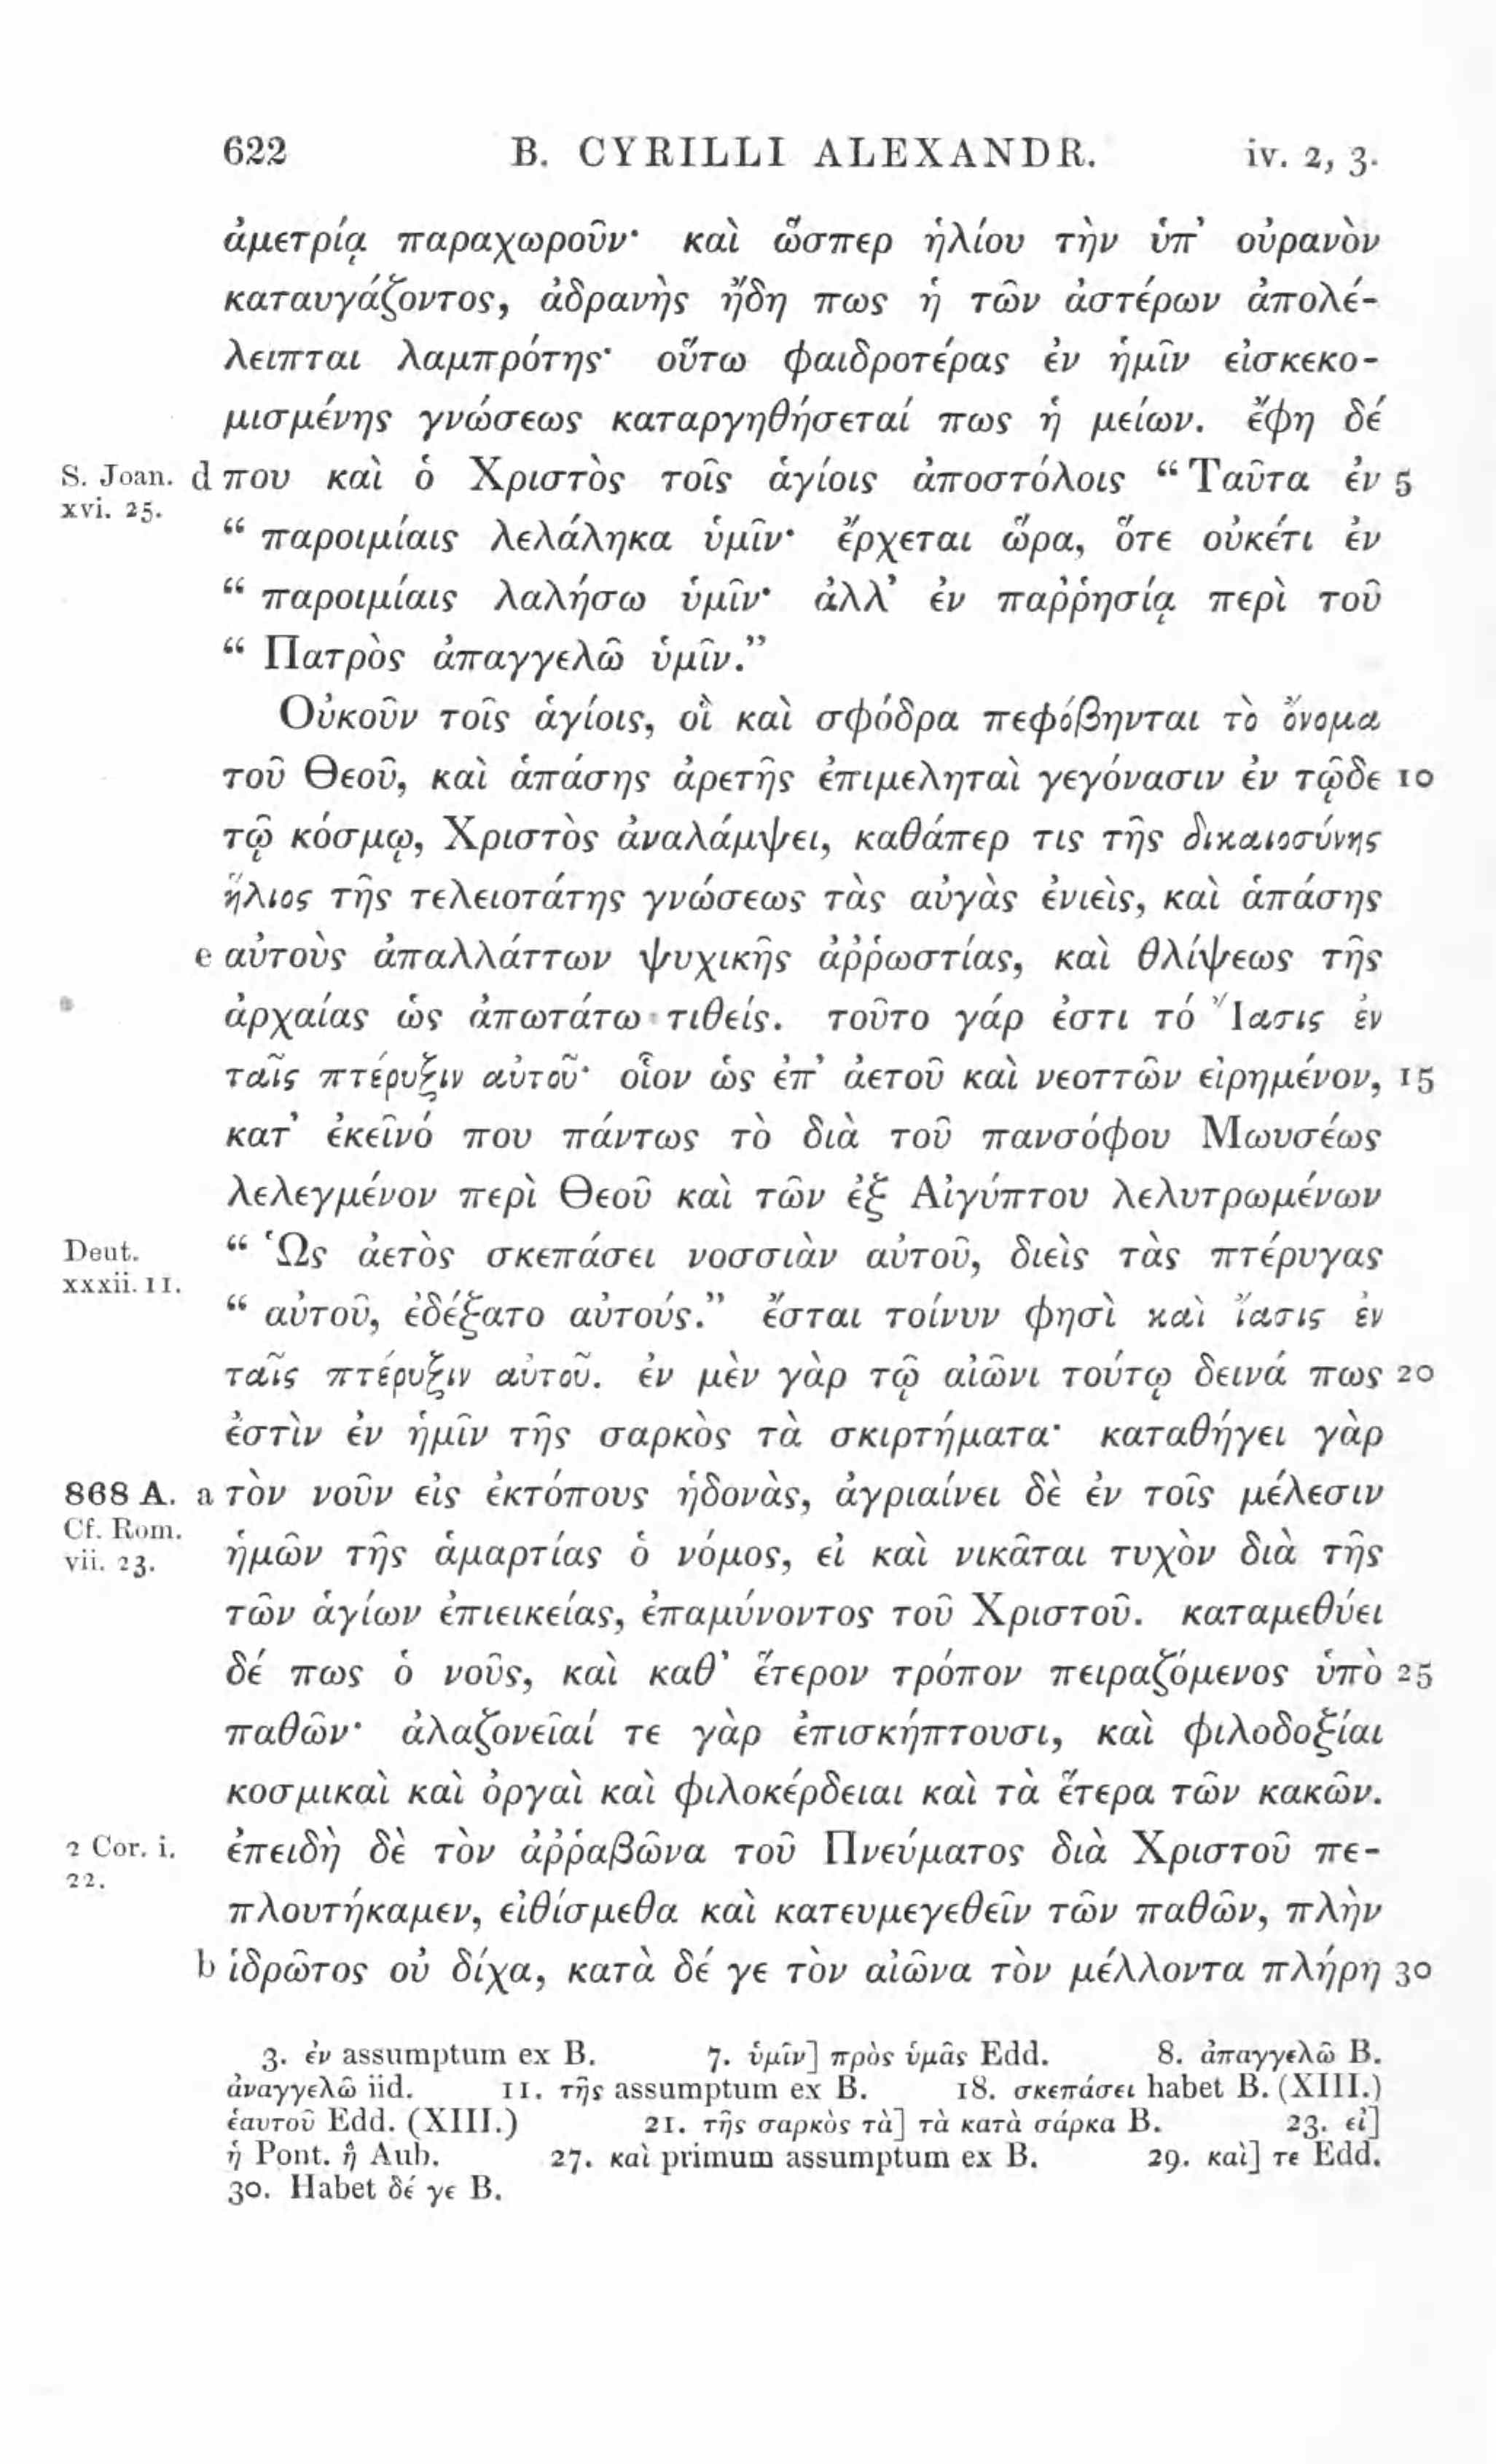 622 B. CYRILLI ALEXANDR. iv. 2, 3.
ἀμετρίᾳ παραχωροῦν· καὶ ὥσπερ ἡλίου τὴν ὑπ’ οὐρανὸν
καταυγάζοντος, ἀδρανὴς ἤδη πως ἡ τῶν ἀστέρων ἀπολέ-
λειπται λαμπρότης· οὕτω φαιδροτέρας ἐν ἡμῖν εἰσκεκο-
μισμένης γνώσεως καταργηθήσεταί πως ἡ μείων. ἔφη δέ
S. Joan. d που καὶ ὁ Χριστὸς τοῖς ἁγίοις ἀποστόλοις “Ταῦτα ἐν 5
xvi. 25.
“ παροιμίαις λελάληκα ὑμῖν· ἔρχεται ὥρα, ὅτε οὐκέτι ἐν
“ παροιμίαις λαλήσω ὑμῖν· ἀλλ’ ἐν παῤῥησίᾳ περὶ τοῦ
“ Πατρὸς ἀπαγγελῶ ὑμῖν.”
Οὐκοῦν τοῖς ἁγίοις, οἳ καὶ σφόδρα πεφόβηνται τὸ ὄνομα
τοῦ Θεοῦ, καὶ ἁπάσης ἀρετῆς ἐπιμεληταὶ γεγόνασιν ἐν τῷδε 10
τῷ κόσμῳ, Χριστὸς ἀναλάμψει, καθάπερ τις τῆς δικαιοσύνης
ἥλιος τῆς τελειοτάτης γνώσεως τὰς αὐγὰς ἐνιεὶς, καὶ ἁπάσης
e αὐτοὺς ἀπαλλάττων ψυχικῆς ἀῤῥωστίας, καὶ θλίψεως τῆς
ἀρχαίας ὡς ἀπωτάτω τιθείς. τοῦτο γάρ ἐστι τό Ἴασις ἐν
ταῖς πτέρυξιν αὐτοῦ· οἷον ὡς ἐπ’ ἀετοῦ καὶ νεοττῶν εἰρημένον, 15
κατ’ ἐκεῖνό που πάντως τὸ διὰ τοῦ πανσόφου Μωυσέως
λελεγμένον περὶ Θεοῦ καὶ τῶν ἐξ Αἰγύπτου λελυτρωμένων
Deut. “ Ὡς ἀετὸς σκεπάσει νοσσιὰν αὐτοῦ, διεὶς τὰς πτέρυγας
xxxii. 11.
“ αὐτοῦ, ἐδέξατο αὐτούς.” ἔσται τοίνυν φησὶ καὶ ἴασις ἐν
ταῖς πτέρυξιν αὐτοῦ. ἐν μὲν γὰρ τῷ αἰῶνι τούτῳ δεινά πως 20
ἐστὶν ἐν ἡμῖν τῆς σαρκὸς τὰ σκιρτήματα· καταθήγει γὰρ
868 A. a τὸν νοῦν εἰς ἐκτόπους ἡδονὰς, ἀγριαίνει δὲ ἐν τοῖς μέλεσιν
Cf. Rom.
vii. 23. ἡμῶν τῆς ἁμαρτίας ὁ νόμος, εἰ καὶ νικᾶται τυχὸν διὰ τῆς
τῶν ἁγίων ἐπιεικείας, ἐπαμύνοντος τοῦ Χριστοῦ. καταμεθύει
δέ πως ὁ νοῦς, καὶ καθ’ ἕτερον τρόπον πειραζόμενος ὑπὸ 25
παθῶν· ἀλαζονεῖαί τε γὰρ ἐπισκήπτουσι, καὶ φιλοδοξίαι
κοσμικαὶ καὶ ὀργαὶ καὶ φιλοκέρδειαι καὶ τὰ ἕτερα τῶν κακῶν.
2 Cor. i. ἐπειδὴ δὲ τὸν ἀῤῥαβῶνα τοῦ Πνεύματος διὰ Χριστοῦ πε-
22.
πλουτήκαμεν, εἰθίσμεθα καὶ κατευμεγεθεῖν τῶν παθῶν, πλὴν
b ἱδρῶτος οὐ δίχα, κατὰ δέ γε τὸν αἰῶνα τὸν μέλλοντα πλήρη 30
3. ἐν assumptum ex B. 7. ὑμῖν] πρὸς ὑμᾶς Edd. 8. ἀπαγγελῶ B.
ἀναγγελῶ iid. 11. τῆς assumptum ex B. 18. σκεπάσει habet B. (XIII.)
ἑαυτοῦ Edd. (XIII.) 21. τῆς σαρκὸς τὰ] τὰ κατὰ σάρκα B. 23. εἰ]
ἡ Pont. ἢ Aub. 27. καὶ primum assumptum ex B. 29. καὶ] τε Edd.
30. Habet δέ γε B.